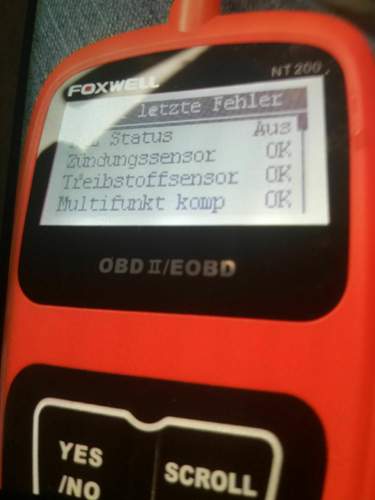 FOXWELL
NT200
letzte Fehler
Status Aus
Zündungssensor OK
Treibstoffsensor OK
Multifunkt komp OK
OBD II/EOBD
YES
/NO
SCROLL